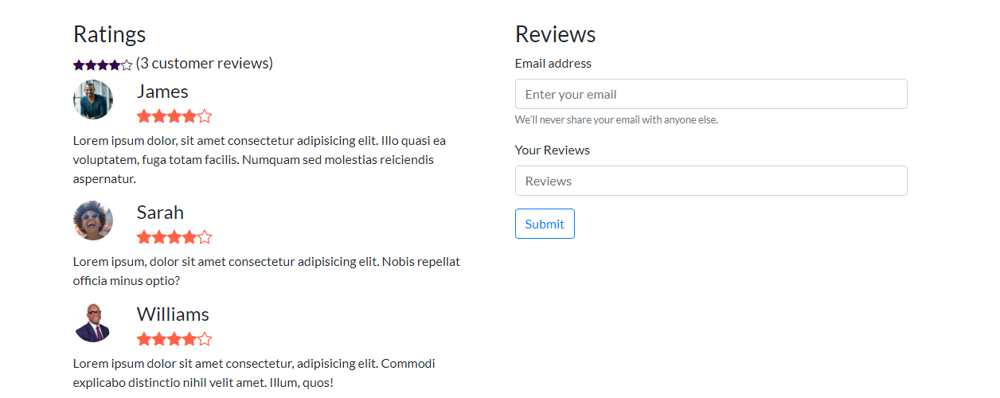 Ratings
(3 customer reviews)
James
Lorem ipsum dolor, sit amet consectetur adipisicing elit. Illo quasi ea
voluptatem, fuga totam facilis. Numquam sed molestias reiciendis
aspernatur.
Sarah
Lorem ipsum, dolor sit amet consectetur adipisicing elit. Nobis repellat
officia minus optio?
Williams
Lorem ipsum dolor sit amet consectetur, adipisicing elit. Commodi
explicabo distinctio nihil velit amet. Illum, quos!
Reviews
Email address
Enter your email
We'll never share your email with anyone else.
Your Reviews
Reviews
Submit